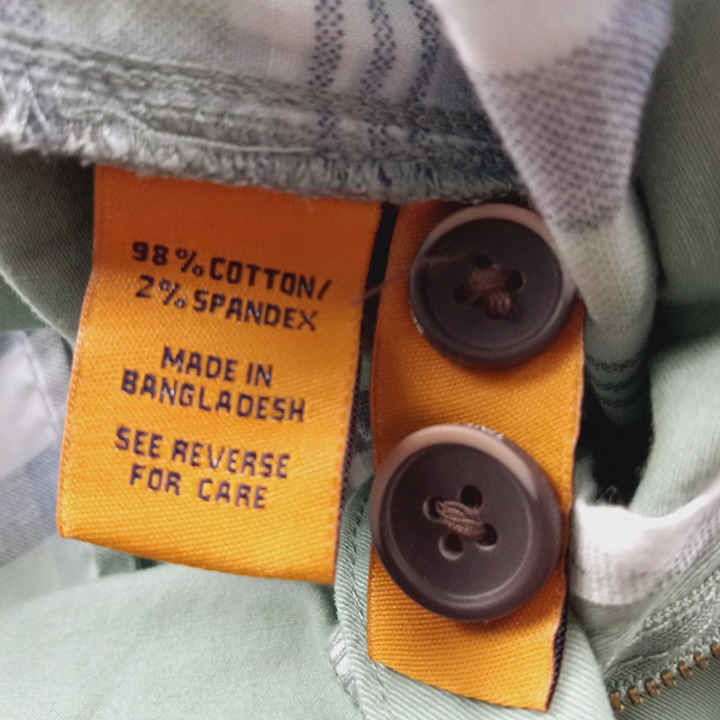 98% COTTON/
2% SPANDEX
MADE IN
BANGLADESH
SEE REVERSE
FOR CARE